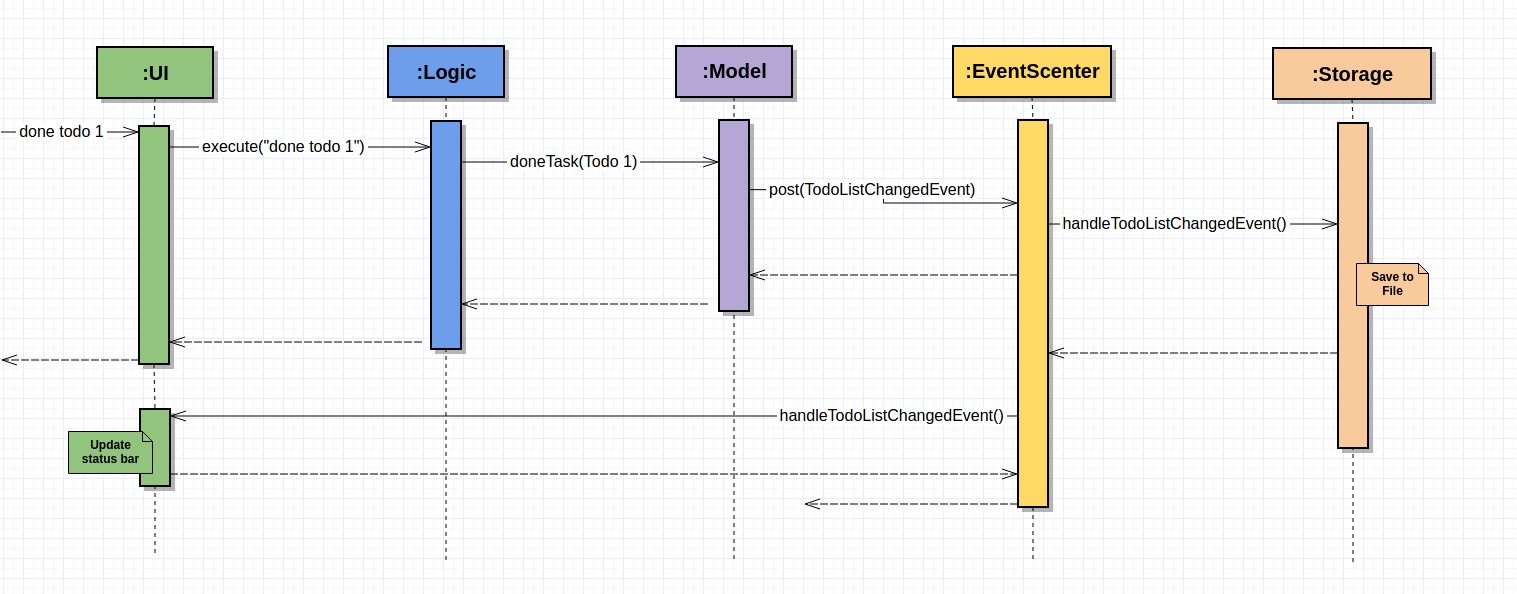 :UI
:Logic
:Model
:EventScenter
:Storage
done todo 1
execute("done todo 1")
doneTask(Todo 1)
post(TodoListChangedEvent)
handleTodoListChangedEvent()
Save to
File
handleTodoListChangedEvent()
Update
status bar